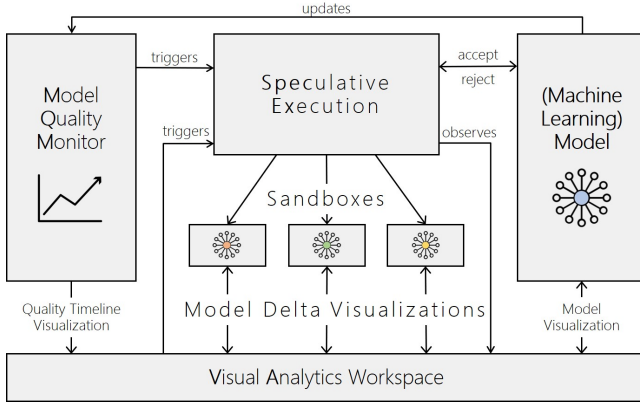 updates
triggers
accept
reject
Model
Quality
Monitor
Speculative
Execution
(Machine
Learning)
Model
triggers
observes
Sandboxes
Model Delta Visualizations
Quality Timeline
Visualization
Model
Visualization
Visual Analytics Workspace